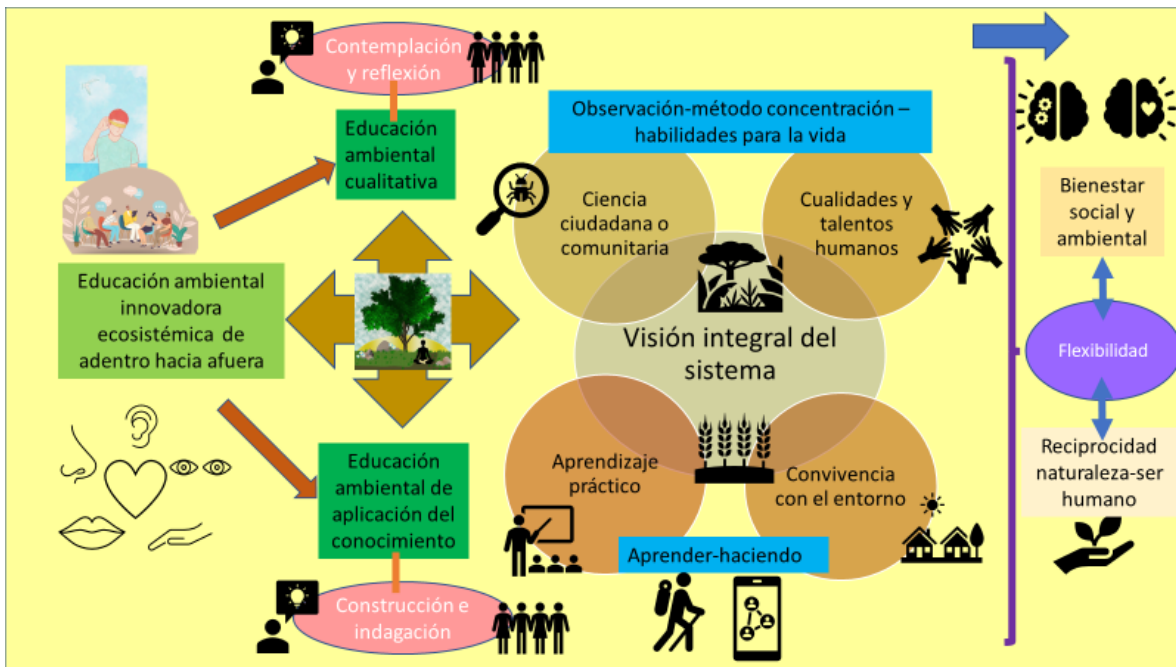 Contemplación
y reflexión
Educación
ambiental
cualitativa
Educación ambiental
innovadora
ecosistémica de
adentro hacia afuera
Educación
ambiental de
aplicación del
conocimiento
Construcción e
indagación
Observación-método concentración –
habilidades para la vida
Ciencia
ciudadana o
comunitaria
Cualidades y
talentos
humanos
Visión integral del
sistema
Aprendizaje
práctico
Convivencia
con el entorno
Aprender-haciendo
Bienestar
social y
ambiental
Flexibilidad
Reciprocidad
naturaleza-ser
humano